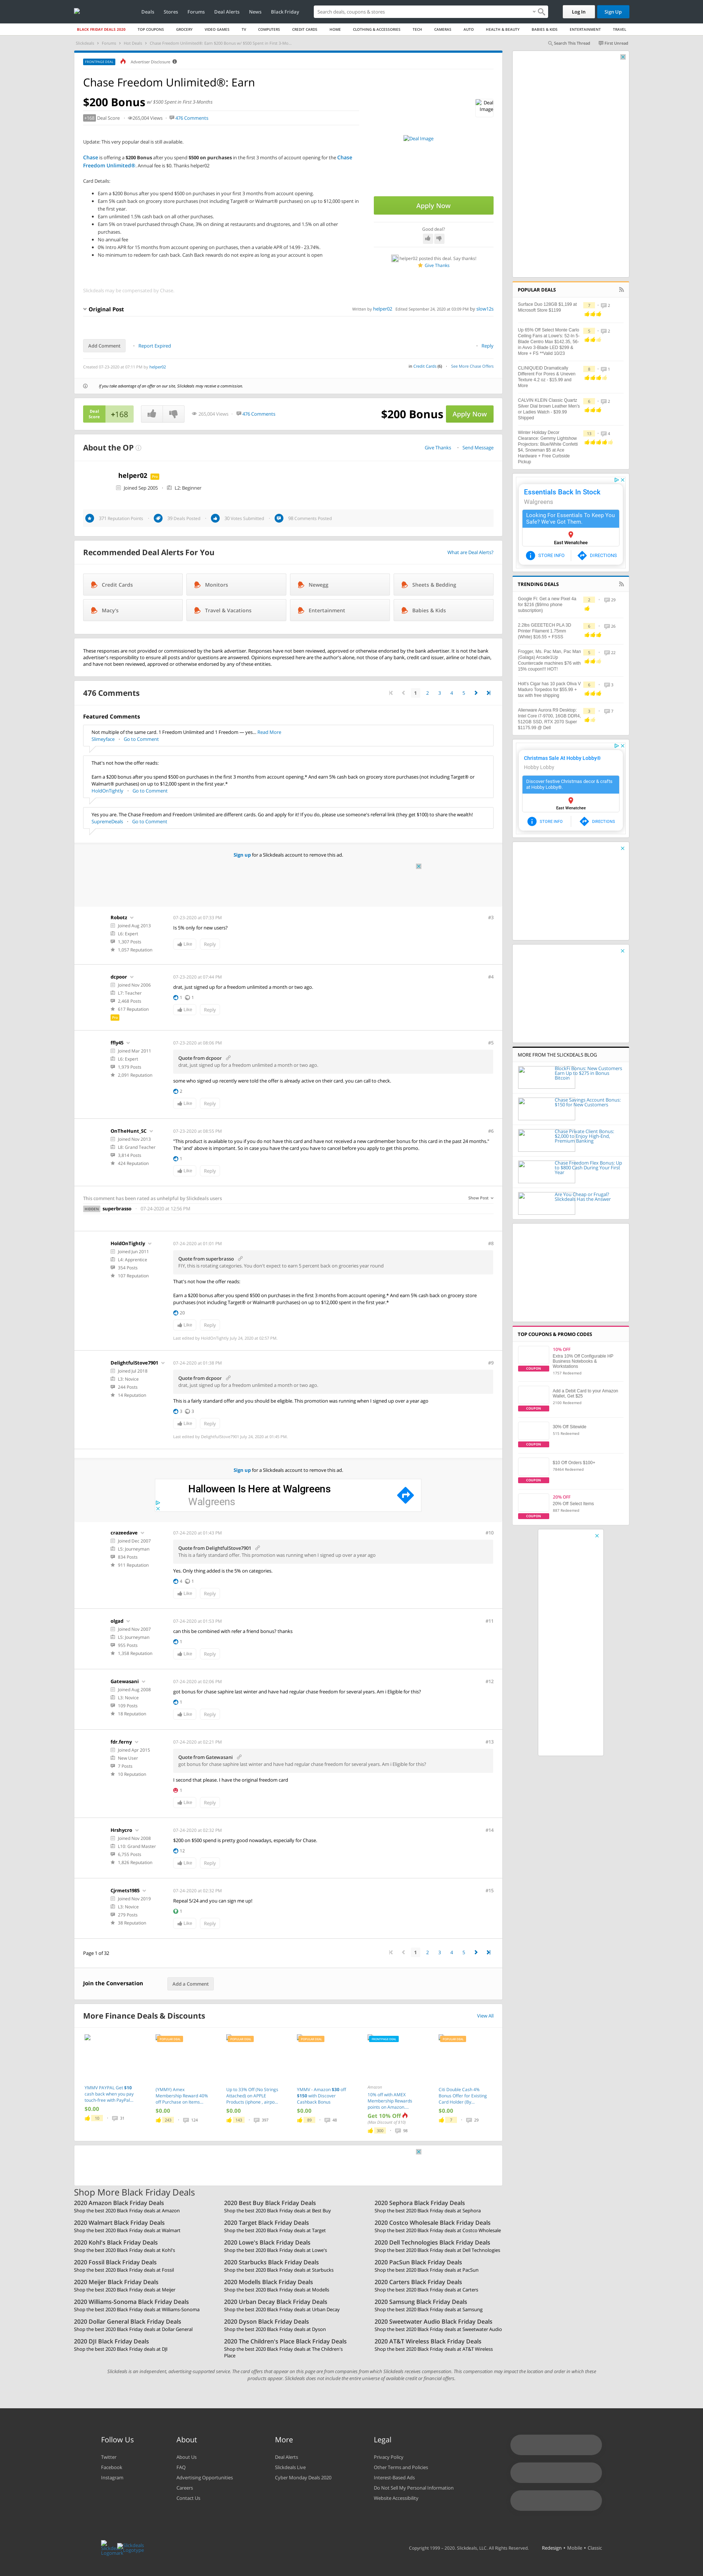 Deals Stores Forums Deal Alerts News Black Friday
Search deals, coupons & stores
Log In
Sign Up
BLACK FRIDAY DEALS 2020 TOP COUPONS GROCERY VIDEO GAMES TV COMPUTERS CREDIT CARDS HOME CLOTHING & ACCESSORIES TECH CAMERAS AUTO HEALTH & BEAUTY BABIES & KIDS ENTERTAINMENT TRAVEL
Search This Thread
First Unread
FRONTPAGE DEAL
Advertiser Disclosure
Chase Freedom Unlimited®: Earn
$200 Bonus w/ $500 Spent in First 3 Months
+168 Deal Score 265,004 Views 476 Comments
Deal Image
Update: This very popular deal is still available.
Chase is offering a $200 Bonus after you spend $500 on purchases in the first 3 months of account opening for the Chase
Freedom Unlimited®. Annual fee is $0. Thanks helper02
Card Details:
Earn a $200 Bonus after you spend $500 on purchases in your first 3 months from account opening.
Earn 5% cash back on grocery store purchases (not including Target® or Walmart® purchases) on up to $12,000 spent in
the first year.
Earn unlimited 1.5% cash back on all other purchases.
Earn 5% on travel purchased through Chase, 3% on dining at restaurants and drugstores, and 1.5% on all other
purchases.
No annual fee
0% Intro APR for 15 months from account opening on purchases, then a variable APR of 14.99 - 23.74%.
No minimum to redeem for cash back. Cash Back rewards do not expire as long as your account is open
Deal Image
Apply Now
Good deal?
helper02 posted this deal. Say thanks!
Give Thanks
Slickdeals may be compensated by Chase.
Original Post
Written by helper02 Edited September 24, 2020 at 03:09 PM by slow12s
Add Comment
Report Expired
Reply
Created 07-23-2020 at 07:11 PM by helper02
Credit Cards (6) See More Chase Offers
If you take advantage of an offer on our site, Slickdeals may receive a commission.
Deal
Score +168
265,004 Views 476 Comments
$200 Bonus
Apply Now
About the OP
Give Thanks Send Message
helper02
Pro
Joined Sep 2005 L2: Beginner
371 Reputation Points 39 Deals Posted 30 Votes Submitted 98 Comments Posted
Recommended Deal Alerts For You
What are Deal Alerts?
Credit Cards Monitors Newegg Sheets & Bedding
Macy's Travel & Vacations Entertainment Babies & Kids
These responses are not provided or commissioned by the bank advertiser. Responses have not been reviewed, approved or otherwise endorsed by the bank advertiser. It is not the bank
advertiser's responsibility to ensure all posts and/or questions are answered. Opinions expressed here are the author's alone, not those of any bank, credit card issuer, airline or hotel chain,
and have not been reviewed, approved or otherwise endorsed by any of these entities.
476 Comments
1 2 3 4 5
Featured Comments
Not multiple of the same card. 1 Freedom Unlimited and 1 Freedom — yes... Read More
Slimeyface Go to Comment
That's not how the offer reads:
Earn a $200 bonus after you spend $500 on purchases in the first 3 months from account opening.* And earn 5% cash back on grocery store purchases (not including Target® or
Walmart® purchases) on up to $12,000 spent in the first year.*
HoldOnTightly Go to Comment
Yes you are. The Chase Freedom and Chase Freedom Unlimited are different cards. Go and apply for it! If you do, please use someone's referral link (they get $100) to share the wealth!
SupremeDeals Go to Comment
Sign up for a Slickdeals account to remove this ad.
Robotz
Joined Aug 2013
L6: Expert
1,307 Posts
1,057 Reputation
07-23-2020 at 07:33 PM
#3
Is 5% only for new users?
Like Reply
dcpoor
Joined Nov 2006
L7: Teacher
2,468 Posts
617 Reputation
Pro
07-23-2020 at 07:44 PM
#4
drat, just signed up for a freedom unlimited a month or two ago.
1 1
Like Reply
ffly45
Joined Mar 2011
L6: Expert
1,979 Posts
2,091 Reputation
07-23-2020 at 08:06 PM
#5
Quote from dcpoor
drat, just signed up for a freedom unlimited a month or two ago.
some who signed up recently were told the offer is already active on their card. you can call to check.
2
Like Reply
OnTheHunt_SC
Joined Nov 2013
L8: Grand Teacher
3,814 Posts
424 Reputation
07-23-2020 at 08:55 PM
#6
"This product is available to you if you do not have this card and have not received a new cardmember bonus for this card in the past 24 months."
The 'and' above is important. So to get this promo. If you have the card you have to cancel before you apply to get this promo.
1
Like Reply
This comment has been rated as unhelpful by Slickdeals users
Show Post
HIDDEN superbrasso 07-24-2020 at 12:56 PM
HoldOnTightly
Joined Jun 2011
L4: Apprentice
354 Posts
107 Reputation
07-24-2020 at 01:01 PM
#8
Quote from superbrasso
FYI, this is rotating categories. You don't expect to earn 5 percent back on groceries year round
That's not how the offer reads:
Earn a $200 bonus after you spend $500 on purchases in the first 3 months from account opening.* And earn 5% cash back on grocery store
purchases (not including Target® or Walmart® purchases) on up to $12,000 spent in the first year.*
20
Like Reply
Last edited by HoldOnTightly July 24, 2020 at 02:57 PM.
DelightfulStove7901
Joined Jul 2018
L3: Novice
244 Posts
14 Reputation
07-24-2020 at 01:38 PM
#9
Quote from dcpoor
drat, just signed up for a freedom unlimited a month or two ago.
This is a fairly standard offer and you should be eligible. This promotion was running when I signed up over a year ago
3 3
Like Reply
Last edited by DelightfulStove7901 July 24, 2020 at 01:45 PM.
Sign up for a Slickdeals account to remove this ad.
Halloween Is Here at Walgreens
Walgreens
crazeedave
Joined Dec 2007
L5: Journeyman
934 Posts
911 Reputation
07-24-2020 at 01:43 PM
#10
Quote from DelightfulStove7901
This is a fairly standard offer. This promotion was running when I signed up over a year ago
Yes. Only thing added is the 5% on categories.
4 1
Like Reply
elgad
Joined Nov 2007
L5: Journeyman
955 Posts
1,358 Reputation
07-24-2020 at 01:53 PM
#11
can this be combined with refer a friend bonus? thanks
1
Like Reply
Gatewasani
Joined Aug 2008
L3: Novice
109 Posts
18 Reputation
07-24-2020 at 02:06 PM
#12
got bonus for chase saphire last winter and have had regular chase freedom for several years. Am i Eligible for this?
1
Like Reply
fdr.ferny
Joined Apr 2015
New User
7 Posts
10 Reputation
07-24-2020 at 02:21 PM
#13
Quote from Gatewasani
got bonus for chase saphire last winter and have had regular chase freedom for several years. Am i Eligible for this?
I second that please. I have the original freedom card
1
Like Reply
Hrshycro
Joined Nov 2008
L10: Grand Master
6,755 Posts
1,826 Reputation
07-24-2020 at 02:32 PM
#14
$200 on $500 spend is pretty good nowadays, especially for Chase.
12
Like Reply
Cjrmets1985
Joined Nov 2019
L3: Novice
279 Posts
38 Reputation
07-24-2020 at 02:32 PM
#15
Repeal 5/24 and you can sign me up!
5
Like Reply
Page 1 of 32
1 2 3 4 5
Join the Conversation
Add a Comment
More Finance Deals & Discounts
View All
YMMV PAYPAL Get $10
cash back when you pay
touch-free with PayPal...
$0.00
10 21
(YMMY) Amex
Membership Reward 40%
off Purchase on Items...
$0.00
243 124
Up to 33% Off (No Strings
Attached) on APPLE
Products (iphone , airpo...
$0.00
140 397
YMMV - Amazon $30 off
$150 with Discover
Cashback Bonus
$0.00
89 48
FRONTPAGE DEAL
Amazon
10% off with AMEX
Membership Rewards
points on Amazon...
Get 10% Off
(Max Discount of $10)
300 98
Citi Double Cash 6%
Bonus Offer for Existing
Card Holder (By...
$0.00
7 25
Shop More Black Friday Deals
2020 Amazon Black Friday Deals
Shop the best 2020 Black Friday deals at Amazon
2020 Best Buy Black Friday Deals
Shop the best 2020 Black Friday deals at Best Buy
2020 Sephora Black Friday Deals
Shop the best 2020 Black Friday deals at Sephora
2020 Walmart Black Friday Deals
Shop the best 2020 Black Friday deals at Walmart
2020 Target Black Friday Deals
Shop the best 2020 Black Friday deals at Target
2020 Costco Wholesale Black Friday Deals
Shop the best 2020 Black Friday deals at Costco Wholesale
2020 Kohl's Black Friday Deals
Shop the best 2020 Black Friday deals at Kohl's
2020 Lowe's Black Friday Deals
Shop the best 2020 Black Friday deals at Lowe's
2020 Dell Technologies Black Friday Deals
Shop the best 2020 Black Friday deals at Dell Technologies
2020 Fossil Black Friday Deals
Shop the best 2020 Black Friday deals at Fossil
2020 Starbucks Black Friday Deals
Shop the best 2020 Black Friday deals at Starbucks
2020 PacSun Black Friday Deals
Shop the best 2020 Black Friday deals at PacSun
2020 Meijer Black Friday Deals
Shop the best 2020 Black Friday deals at Meijer
2020 Modells Black Friday Deals
Shop the best 2020 Black Friday deals at Modells
2020 Carters Black Friday Deals
Shop the best 2020 Black Friday deals at Carters
2020 Williams-Sonoma Black Friday Deals
Shop the best 2020 Black Friday deals at Williams-Sonoma
2020 Urban Decay Black Friday Deals
Shop the best 2020 Black Friday deals at Urban Decay
2020 Samsung Black Friday Deals
Shop the best 2020 Black Friday deals at Samsung
2020 Dollar General Black Friday Deals
Shop the best 2020 Black Friday deals at Dollar General
2020 Dyson Black Friday Deals
Shop the best 2020 Black Friday deals at Dyson
2020 Sweetwater Audio Black Friday Deals
Shop the best 2020 Black Friday deals at Sweetwater Audio
2020 DJI Black Friday Deals
Shop the best 2020 Black Friday deals at DJI
2020 The Children's Place Black Friday Deals
Shop the best 2020 Black Friday deals at The Children's
Place
2020 AT&T Wireless Black Friday Deals
Shop the best 2020 Black Friday deals at AT&T Wireless
POPULAR DEALS
Surface Duo 128GB $1,199 at
Microsoft Store $1199
CLINIQUE/D Dramatically
Different For Pores & Uneven
Texture 4.2 oz - $23.99 and
More
CALVIN KLEIN Classic Quartz
Silver Dial brown Leather Men's
or Ladies Watch - $39.99
Shipped
Winter Holiday Decor
Clearance: Gemmy Lightshow
Projectors: Blue/White Confetti
$4, Snowman $5 at Ace
Hardware + Free Curbside
Pickup
Essentials Back In Stock
Walgreens
Looking For Essentials To Keep You
Safe? We've Got Them.
East Wenatchee
STORE INFO DIRECTIONS
TRENDING DEALS
Google Fi: Get a new Pixel 4a
for $216 ($9/mo phone
subscription)
2.2lbs GEEETECH PLA 3D
Printer Filament 1.75mm
(White) $16.55 + FSSS
Frogger, Ms. Pac Man, Pac Man
(Galaga) Arcade1Up
Countercade machines $76 with
15% coupon!!! HOT!
Holt's Cigar has 10 pack Oliva V
Maduro Torpedos for $55.99 +
tax with free shipping
Alienware Aurora R9 Desktop:
Intel Core i7-9700, 16GB DDR4,
512GB SSD, RTX 2070 Super
$1175.99 @ Dell
Christmas Sale At Hobby Lobby®
Hobby Lobby
Discover festive Christmas decor & crafts
at Hobby Lobby®.
East Wenatchee
STORE INFO DIRECTIONS
MORE FROM THE SLICKDEALS BLOG
BlockFi Bonus: New Customers
Earn Up to $275 in Bonus
Bitcoin
Chase Savings Account Bonus:
$150 for New Customers
Chase Private Client Bonus:
$2,000 to Enjoy High-End,
Premium Banking
Chase Freedom Flex Bonus: Up
to $800 Cash During Your First
Year
Are You Cheap or Frugal?
Slickdeals Has the Answer
TOP COUPONS & PROMO CODES
10% OFF
Extra 10% Off Configurable HP
Business Notebooks &
Workstations
1757 Redeemed
COUPON
Add a Debit Card to your Amazon
Wallet, Get $25
2100 Redeemed
COUPON
30% Off Sitewide
515 Redeemed
COUPON
$10 Off Orders $100+
COUPON
20% OFF
20% Off Select Items
887 Redeemed
COUPON
Slickdeals is an independent, advertising supported service. The card offers that appear on this page are from companies from which Slickdeals receives compensation. This compensation may impact the location and order in which these
products appear. Slickdeals does not include the entire universe of available credit or financial offers.
Follow Us
Twitter
Facebook
Instagram
About
About Us
FAQ
Advertising Opportunities
Careers
Contact Us
More
Deal Alerts
Slickdeals Live
Cyber Monday Deals 2020
Legal
Privacy Policy
Other Terms and Policies
Interest-Based Ads
Do Not Sell My Personal Information
Website Accessibility
Copyright 1999 - 2020. Slickdeals, LLC. All Rights Reserved.
Redesign • Mobile • Classic